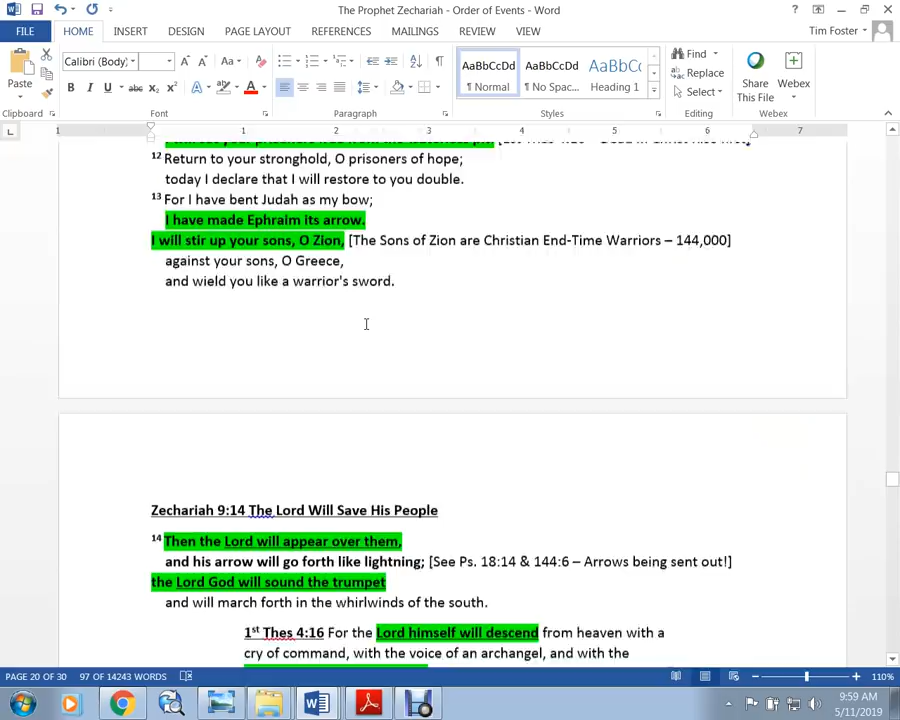 The Prophet Zechariah - Order of Events - Word
FILE HOME INSERT DESIGN PAGE LAYOUT REFERENCES MAILINGS REVIEW VIEW Tim Foster
Calibri (Body)
Aa
Paste
B I U abc x₂ x² A A
AaBbCcDd AaBbCcDd AaBbCc
¶ Normal ¶ No Spac... Heading 1
Find
Replace
Select
Share This File
Webex
Clipboard Font Paragraph Styles Editing Webex
1 1 2 3 4 5 6 7
12 Return to your stronghold, O prisoners of hope;
today I declare that I will restore to you double.
13 For I have bent Judah as my bow;
I have made Ephraim its arrow.
I will stir up your sons, O Zion, [The Sons of Zion are Christian End-Time Warriors – 144,000]
against your sons, O Greece,
and wield you like a warrior's sword.
Zechariah 9:14 The Lord Will Save His People
14 Then the Lord will appear over them,
and his arrow will go forth like lightning; [See Ps. 18:14 & 144:6 – Arrows being sent out!]
the Lord God will sound the trumpet
and will march forth in the whirlwinds of the south.
1st Thes 4:16 For the Lord himself will descend from heaven with a
cry of command, with the voice of an archangel, and with the
PAGE 20 OF 30 97 OF 14243 WORDS 110%
9:59 AM
5/11/2019